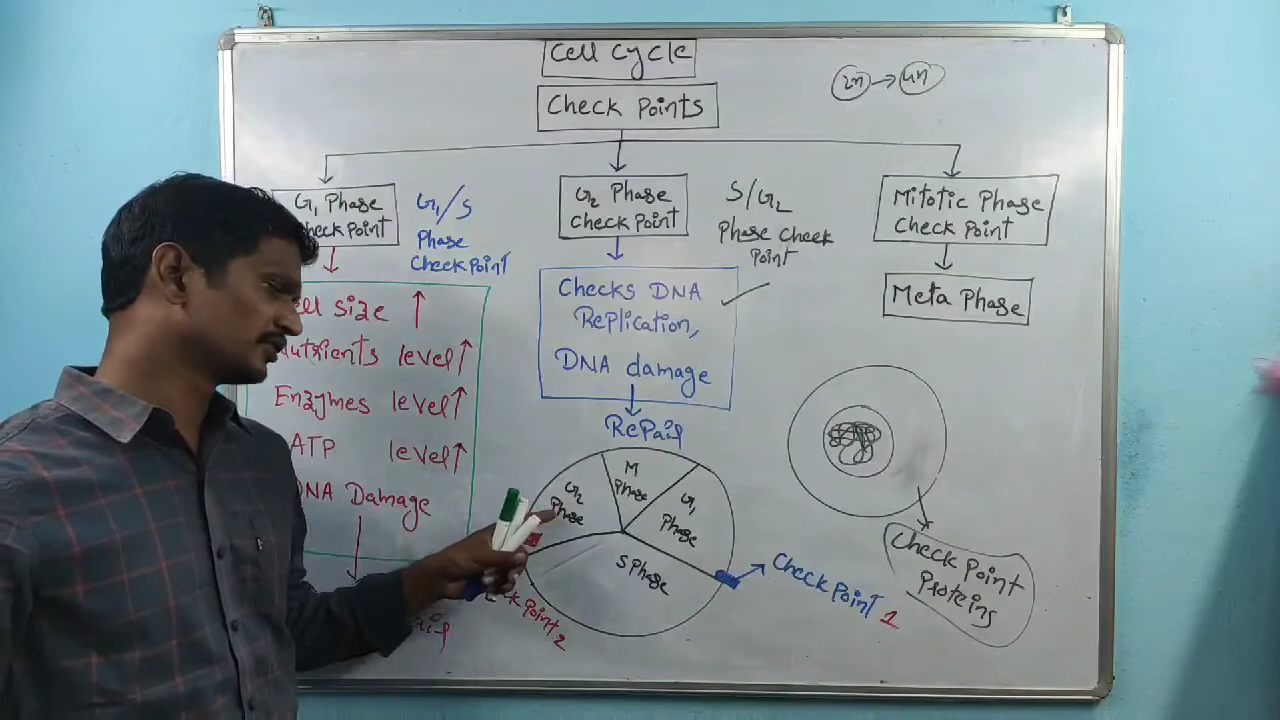 Cell Cycle
Check Points
2n → 4n
G1 Phase
Check Point
G1/S
Phase
Check Point
G2 Phase
Check Point
S/G2
Phase Check
Point
Mitotic Phase
Check Point
Meta Phase
Cell size ↑
Nutrients level ↑
Enzymes level ↑
ATP level ↑
DNA Damage
Checks DNA
Replication,
DNA damage
Repair
M
Phase
G1
Phase
S Phase
G2
Phase
Check Point 1
Point 2
Check Point
Proteins